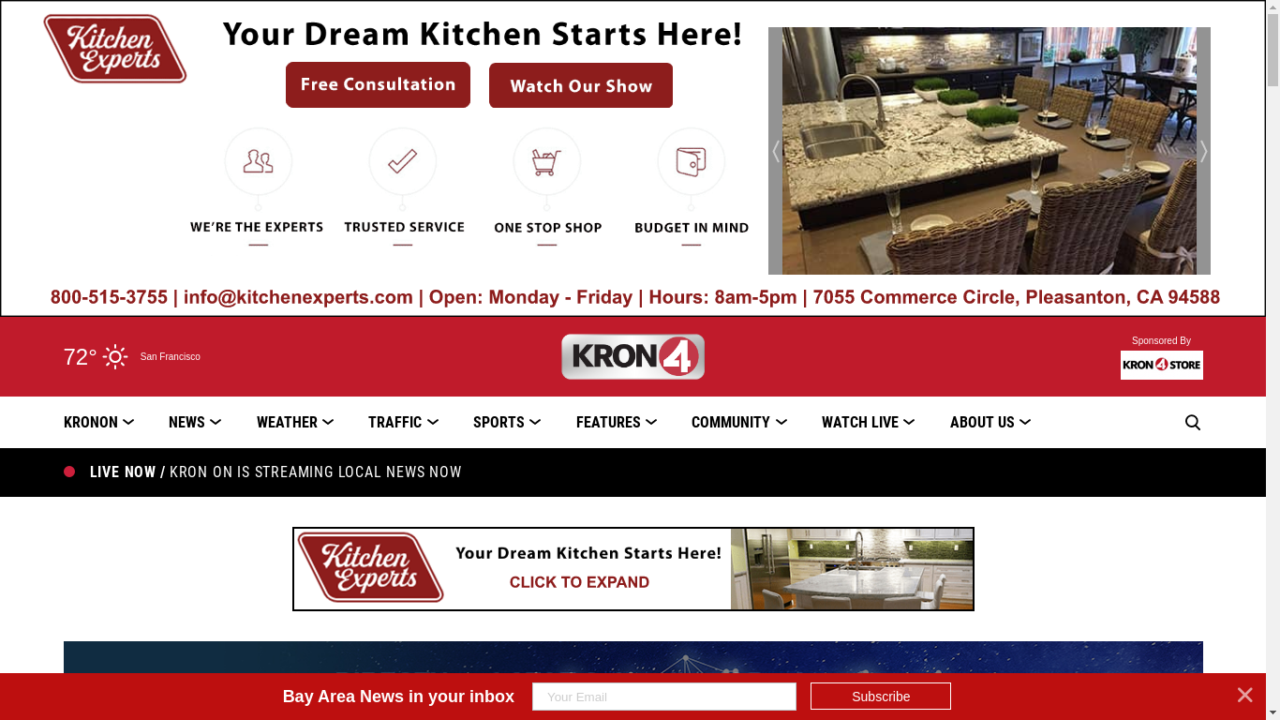 Kitchen Experts
Your Dream Kitchen Starts Here!
Free Consultation
Watch Our Show
WE'RE THE EXPERTS
TRUSTED SERVICE
ONE STOP SHOP
BUDGET IN MIND
800-515-3755 | info@kitchenexperts.com | Open: Monday - Friday | Hours: 8am-5pm | 7055 Commerce Circle, Pleasanton, CA 94588
72° San Francisco
KRON4
Sponsored By
KRON 4 STORE
KRONON NEWS WEATHER TRAFFIC SPORTS FEATURES COMMUNITY WATCH LIVE ABOUT US
LIVE NOW / KRON ON IS STREAMING LOCAL NEWS NOW
Kitchen Experts
Your Dream Kitchen Starts Here!
CLICK TO EXPAND
Bay Area News in your inbox Your Email Subscribe